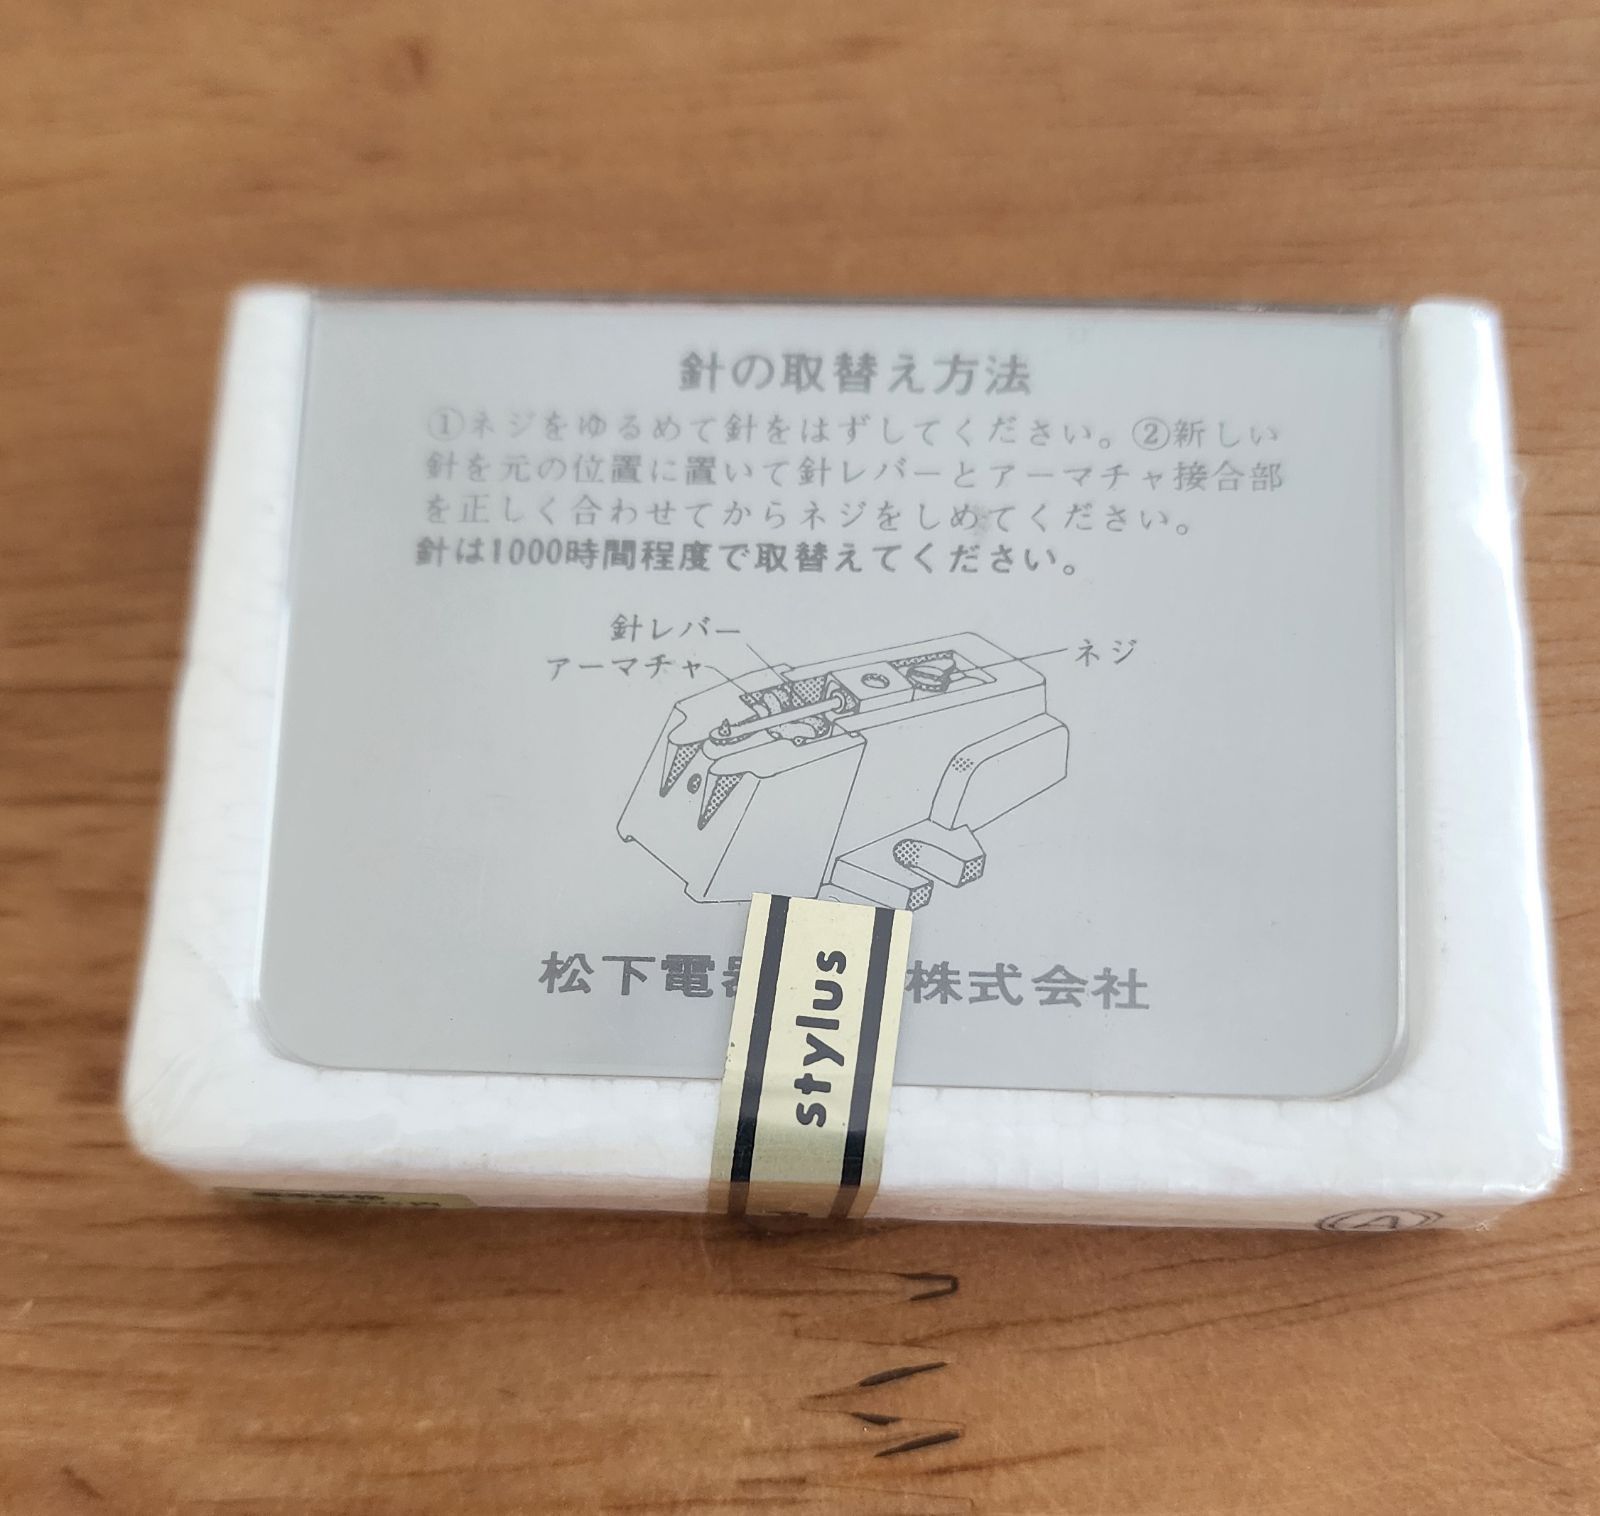 針の取替え方法
①ネジをゆるめて針をはずしてください。②新しい
針を元の位置に置いて針レバーとアーマチャ接合部
を正しく合わせてからネジをしめてください。
針は1000時間程度で取替えてください。
針レバー
アーマチャ
ネジ
松下電器 株式会社
stylus
A